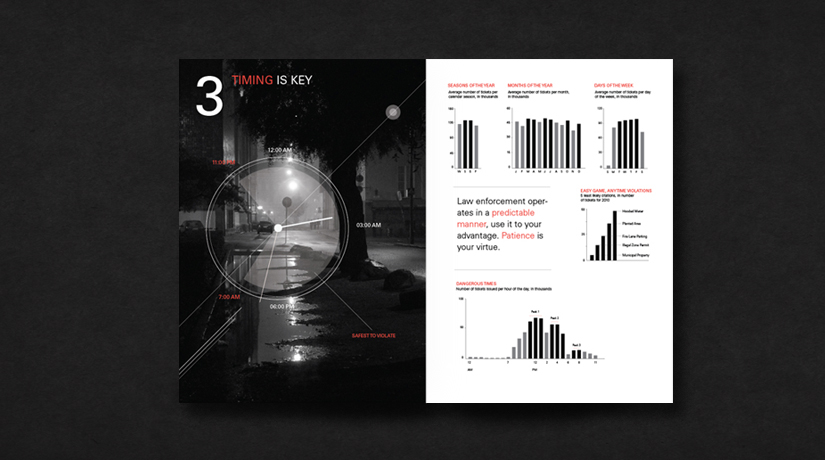 3 TIMING IS KEY
12:00 AM
03:00 AM
7:00 AM
06:00 PM
SAFEST TO VIOLATE
SEASONS OF THE YEAR
Average number of tickets per
calendar season, in thousands
MONTHS OF THE YEAR
Average number of tickets per month,
in thousands
DAYS OF THE WEEK
Average number of tickets per day
of the week, in thousands
W S S F
J F M A M J J A S O N D
S M T W T F S
Law enforcement oper-
ates in a predictable
manner, use it to your
advantage. Patience is
your virtue.
EASY GAME, ANYTIME VIOLATIONS
5 least likely citations, in number
of tickets for 2010
Metered Area
Fire Lane Parking
Illegal Zone Permit
Municipal Property
DANGEROUS TIMES
Number of tickets issued per hour of the day, in thousands
Peak 1
Peak 2
Peak 3
AM
PM